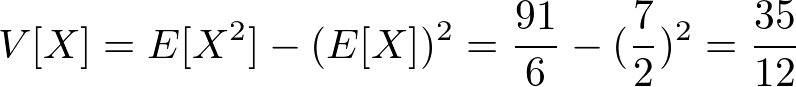 V[X] = E[X²] − (E[X])² = 91/6 − (7/2)² = 35/12